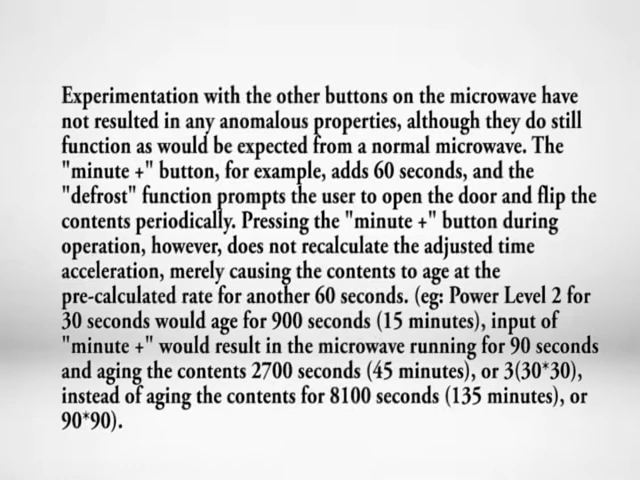 Experimentation with the other buttons on the microwave have
not resulted in any anomalous properties, although they do still
function as would be expected from a normal microwave. The
"minute +" button, for example, adds 60 seconds, and the
"defrost" function prompts the user to open the door and flip the
contents periodically. Pressing the "minute +" button during
operation, however, does not recalculate the adjusted time
acceleration, merely causing the contents to age at the
pre-calculated rate for another 60 seconds. (eg: Power Level 2 for
30 seconds would age for 900 seconds (15 minutes), input of
"minute +" would result in the microwave running for 90 seconds
and aging the contents 2700 seconds (45 minutes), or 3(30*30),
instead of aging the contents for 8100 seconds (135 minutes), or
90*90).